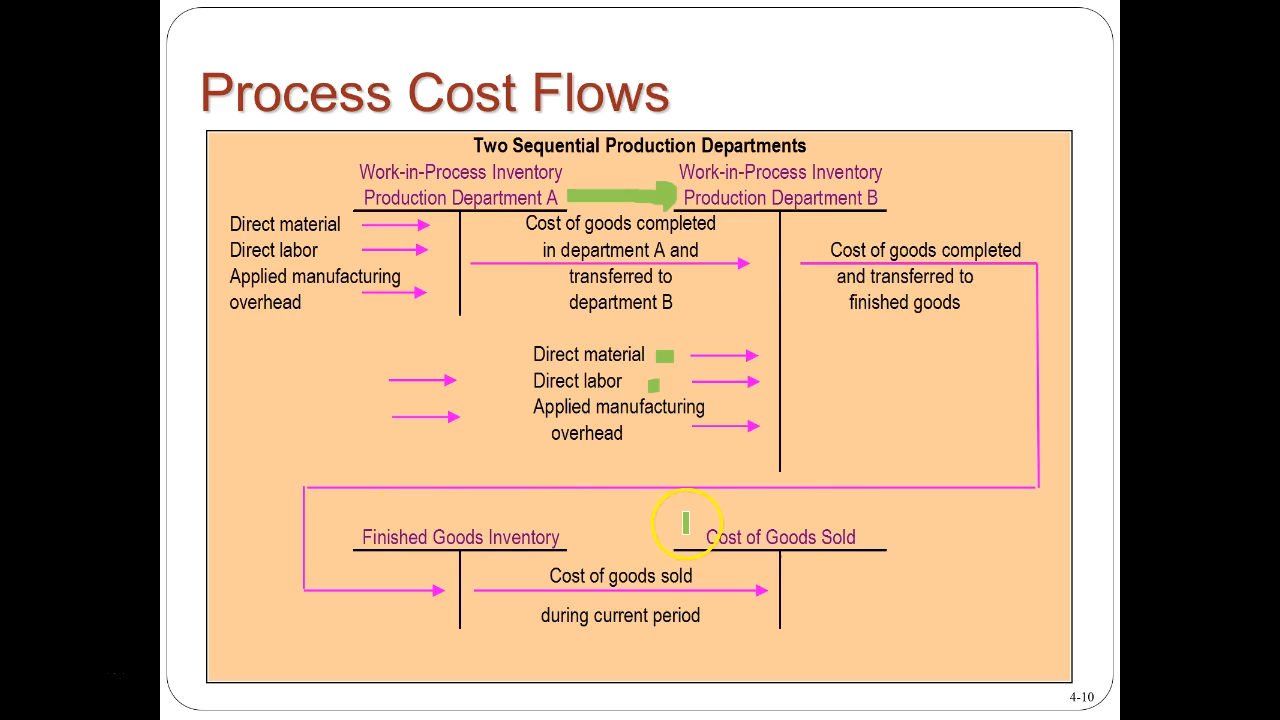 Process Cost Flows
Two Sequential Production Departments
Work-in-Process Inventory
Production Department A
Work-in-Process Inventory
Production Department B
Direct material
Direct labor
Applied manufacturing
overhead
Cost of goods completed
in department A and
transferred to
department B
Cost of goods completed
and transferred to
finished goods
Direct material
Direct labor
Applied manufacturing
overhead
Finished Goods Inventory
Cost of Goods Sold
Cost of goods sold
during current period
4-10